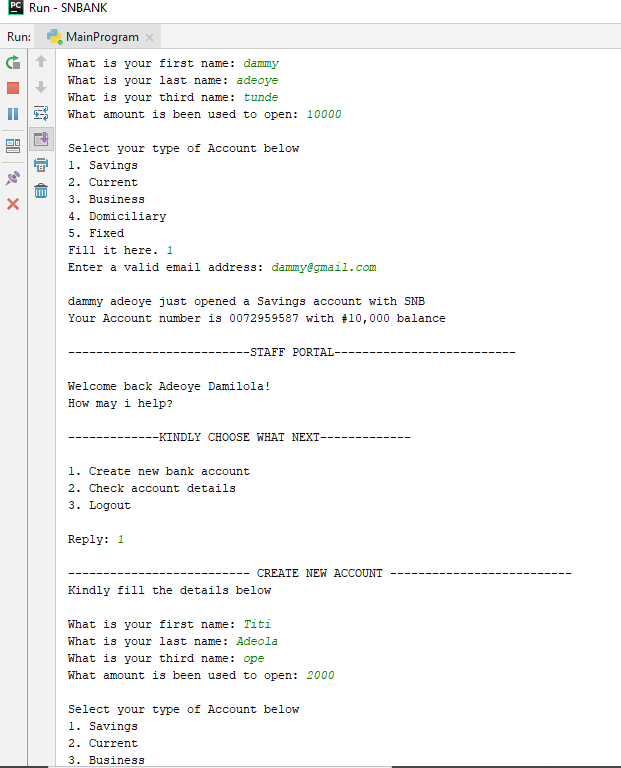 PC Run - SNBANK
Run: MainProgram ×
What is your first name: dammy
What is your last name: adeoye
What is your third name: tunde
What amount is been used to open: 10000
Select your type of Account below
1. Savings
2. Current
3. Business
4. Domiciliary
5. Fixed
Fill it here. 1
Enter a valid email address: dammy@gmail.com
dammy adeoye just opened a Savings account with SNB
Your Account number is 0072959587 with #10,000 balance
--------------------------STAFF PORTAL--------------------------
Welcome back Adeoye Damilola!
How may i help?
-------------KINDLY CHOOSE WHAT NEXT-------------
1. Create new bank account
2. Check account details
3. Logout
Reply: 1
-------------------------- CREATE NEW ACCOUNT --------------------------
Kindly fill the details below
What is your first name: Titi
What is your last name: Adeola
What is your third name: ope
What amount is been used to open: 2000
Select your type of Account below
1. Savings
2. Current
3. Business